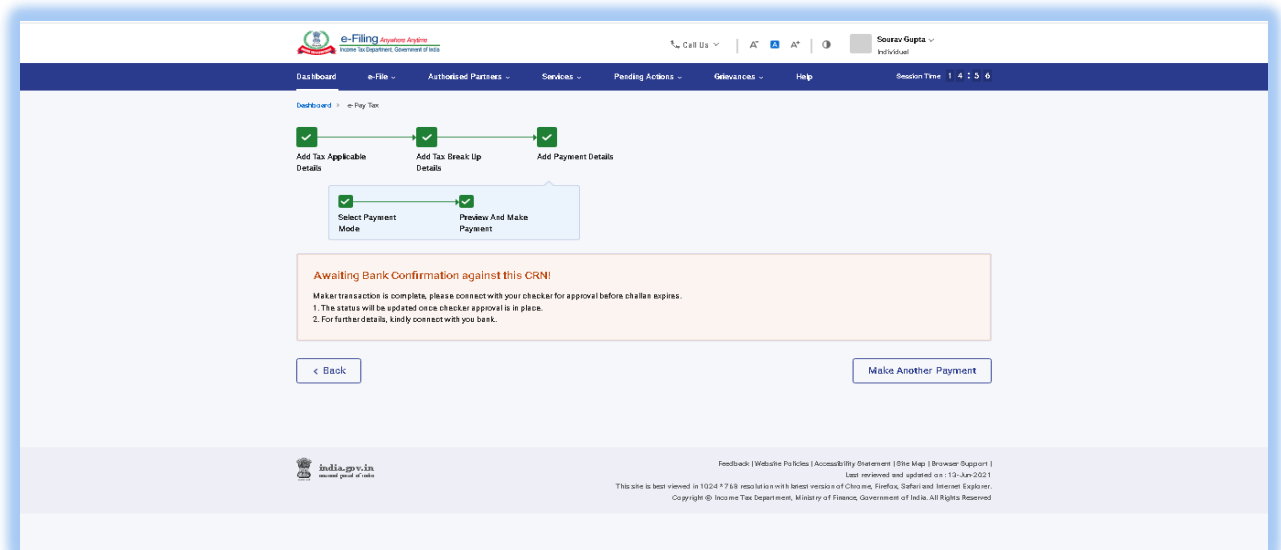 e-Filing Anywhere Anytime
Income Tax Department, Government of India
Call Us
A-
A
A+
Sourav Gupta
Individual
Dashboard
e-File
Authorised Partners
Services
Pending Actions
Grievances
Help
Session Time 1 4 : 5 6
Dashboard > e-Pay Tax
Add Tax Applicable
Details
Add Tax Break Up
Details
Add Payment Details
Select Payment
Mode
Preview And Make
Payment
Awaiting Bank Confirmation against this CRN!
Maker transaction is complete, please connect with your checker for approval before challan expires.
1. The status will be updated once checker approval is in place.
2. For further details, kindly connect with you bank.
< Back
Make Another Payment
india.gov.in
national portal of india
Feedback | Website Policies | Accessibility Statement | Site Map | Browser Support |
Last reviewed and updated on : 13-Jun-2021
This site is best viewed in 1024 * 768 resolution with latest version of Chrome, Firefox, Safari and Internet Explorer.
Copyright © Income Tax Department, Ministry of Finance, Government of India. All Rights Reserved